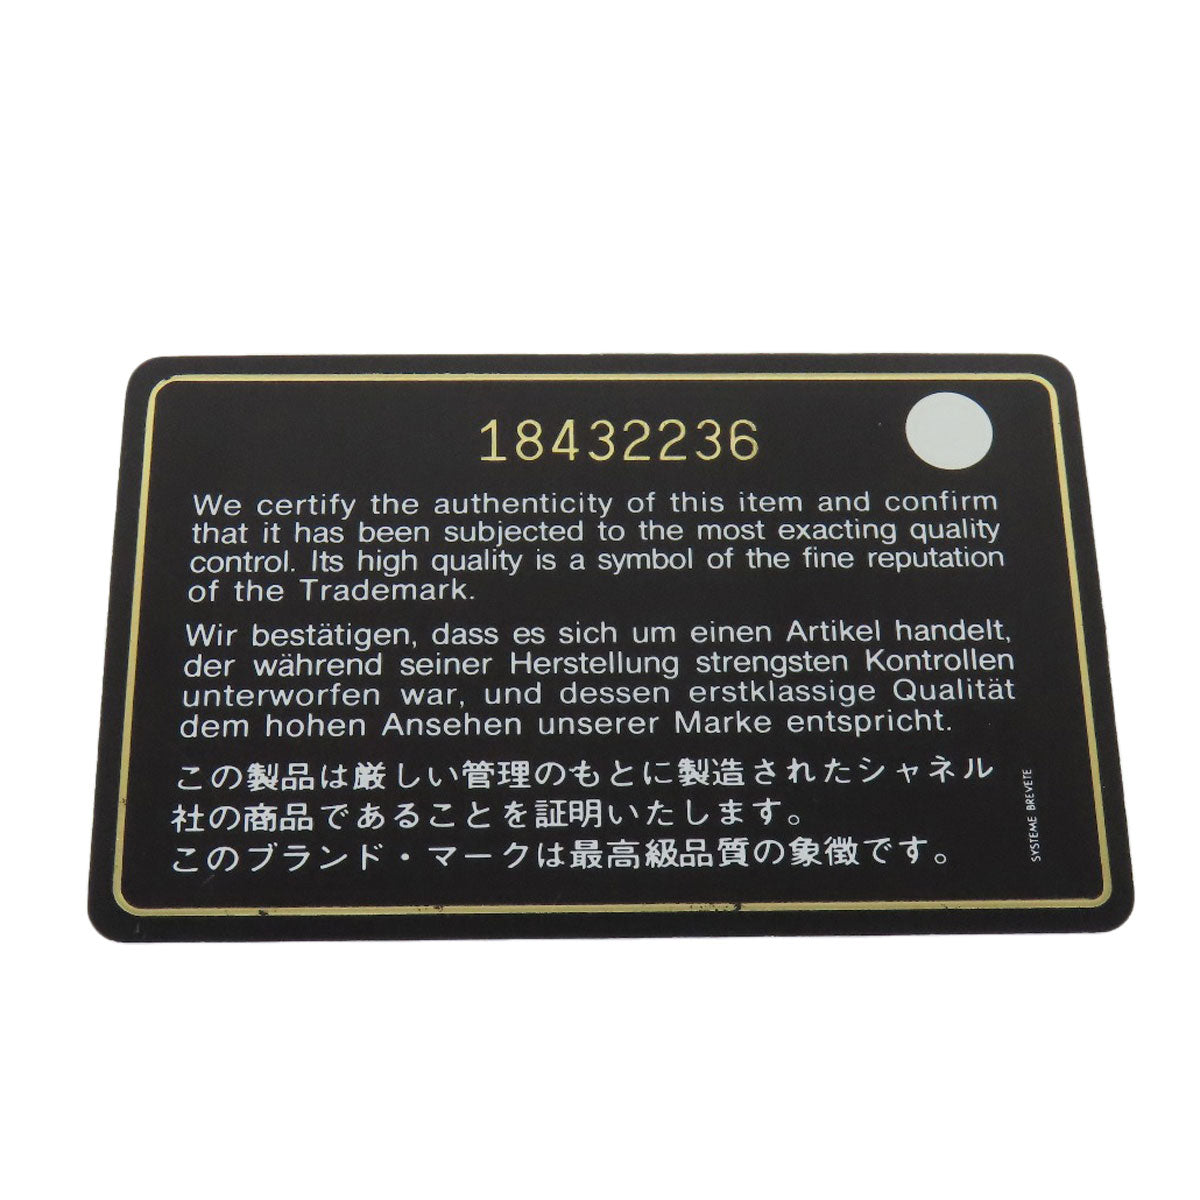 18432236
We certify the authenticity of this item and confirm
that it has been subjected to the most exacting quality
control. Its high quality is a symbol of the fine reputation
of the Trademark.
Wir bestätigen, dass es sich um einen Artikel handelt,
der während seiner Herstellung strengsten Kontrollen
unterworfen war, und dessen erstklassige Qualität
dem hohen Ansehen unserer Marke entspricht.
この製品は厳しい管理のもとに製造されたシャネル
社の商品であることを証明いたします。
このブランド・マークは最高級品質の象徴です。
SYSTEME BREVETE